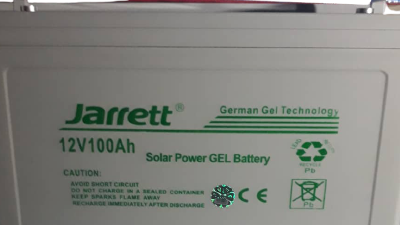 Jarrett®
German Gel Technology
12V100Ah
Solar Power GEL Battery
Pb
CAUTION:
AVOID SHORT CIRCUIT
DO NOT CHARGE IN A SEALED CONTAINER
KEEP SPARKS FLAME AWAY
RECHARGE IMMEDIATELY AFTER DISCHARGE
CE
Pb